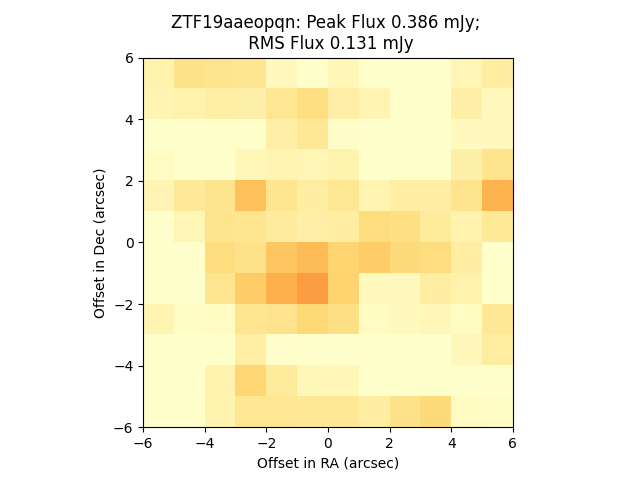 ZTF19aaeopqn: Peak Flux 0.386 mJy;
RMS Flux 0.131 mJy
6
4
2
0
−2
−4
−6
Offset in Dec (arcsec)
−6 −4 −2 0 2 4 6
Offset in RA (arcsec)